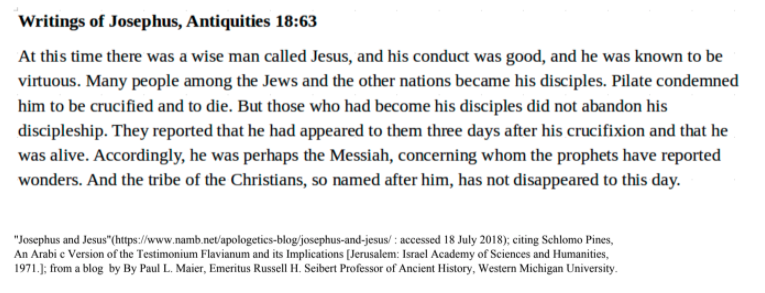 Writings of Josephus, Antiquities 18:63
At this time there was a wise man called Jesus, and his conduct was good, and he was known to be
virtuous. Many people among the Jews and the other nations became his disciples. Pilate condemned
him to be crucified and to die. But those who had become his disciples did not abandon his
discipleship. They reported that he had appeared to them three days after his crucifixion and that he
was alive. Accordingly, he was perhaps the Messiah, concerning whom the prophets have reported
wonders. And the tribe of the Christians, so named after him, has not disappeared to this day.
"Josephus and Jesus"(https://www.namb.net/apologetics-blog/josephus-and-jesus/ : accessed 18 July 2018); citing Schlomo Pines,
An Arabi c Version of the Testimonium Flavianum and its Implications [Jerusalem: Israel Academy of Sciences and Humanities,
1971.]; from a blog  by By Paul L. Maier, Emeritus Russell H. Seibert Professor of Ancient History, Western Michigan University.